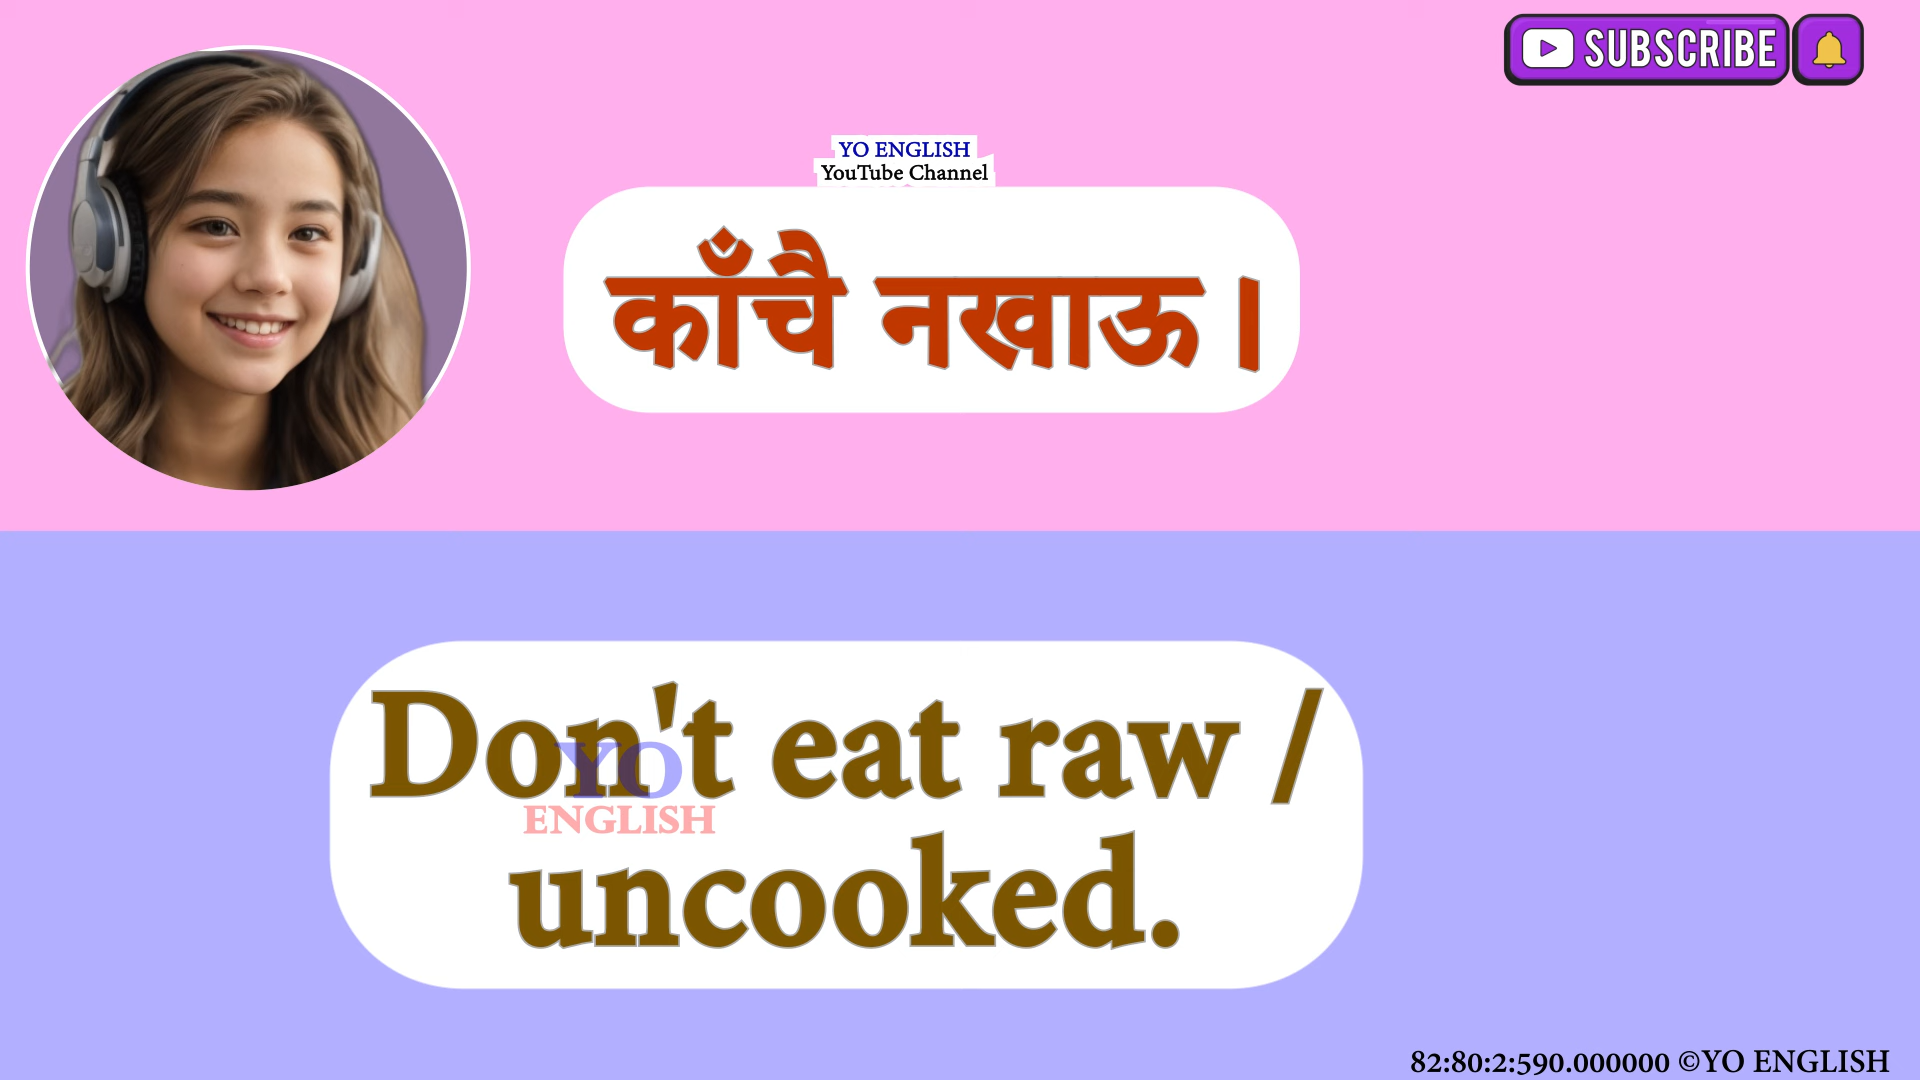 SUBSCRIBE
YO ENGLISH
YouTube Channel
काँचै नखाऊ ।
Don't eat raw /
uncooked.
YO
ENGLISH
82:80:2:590.000000 ©YO ENGLISH